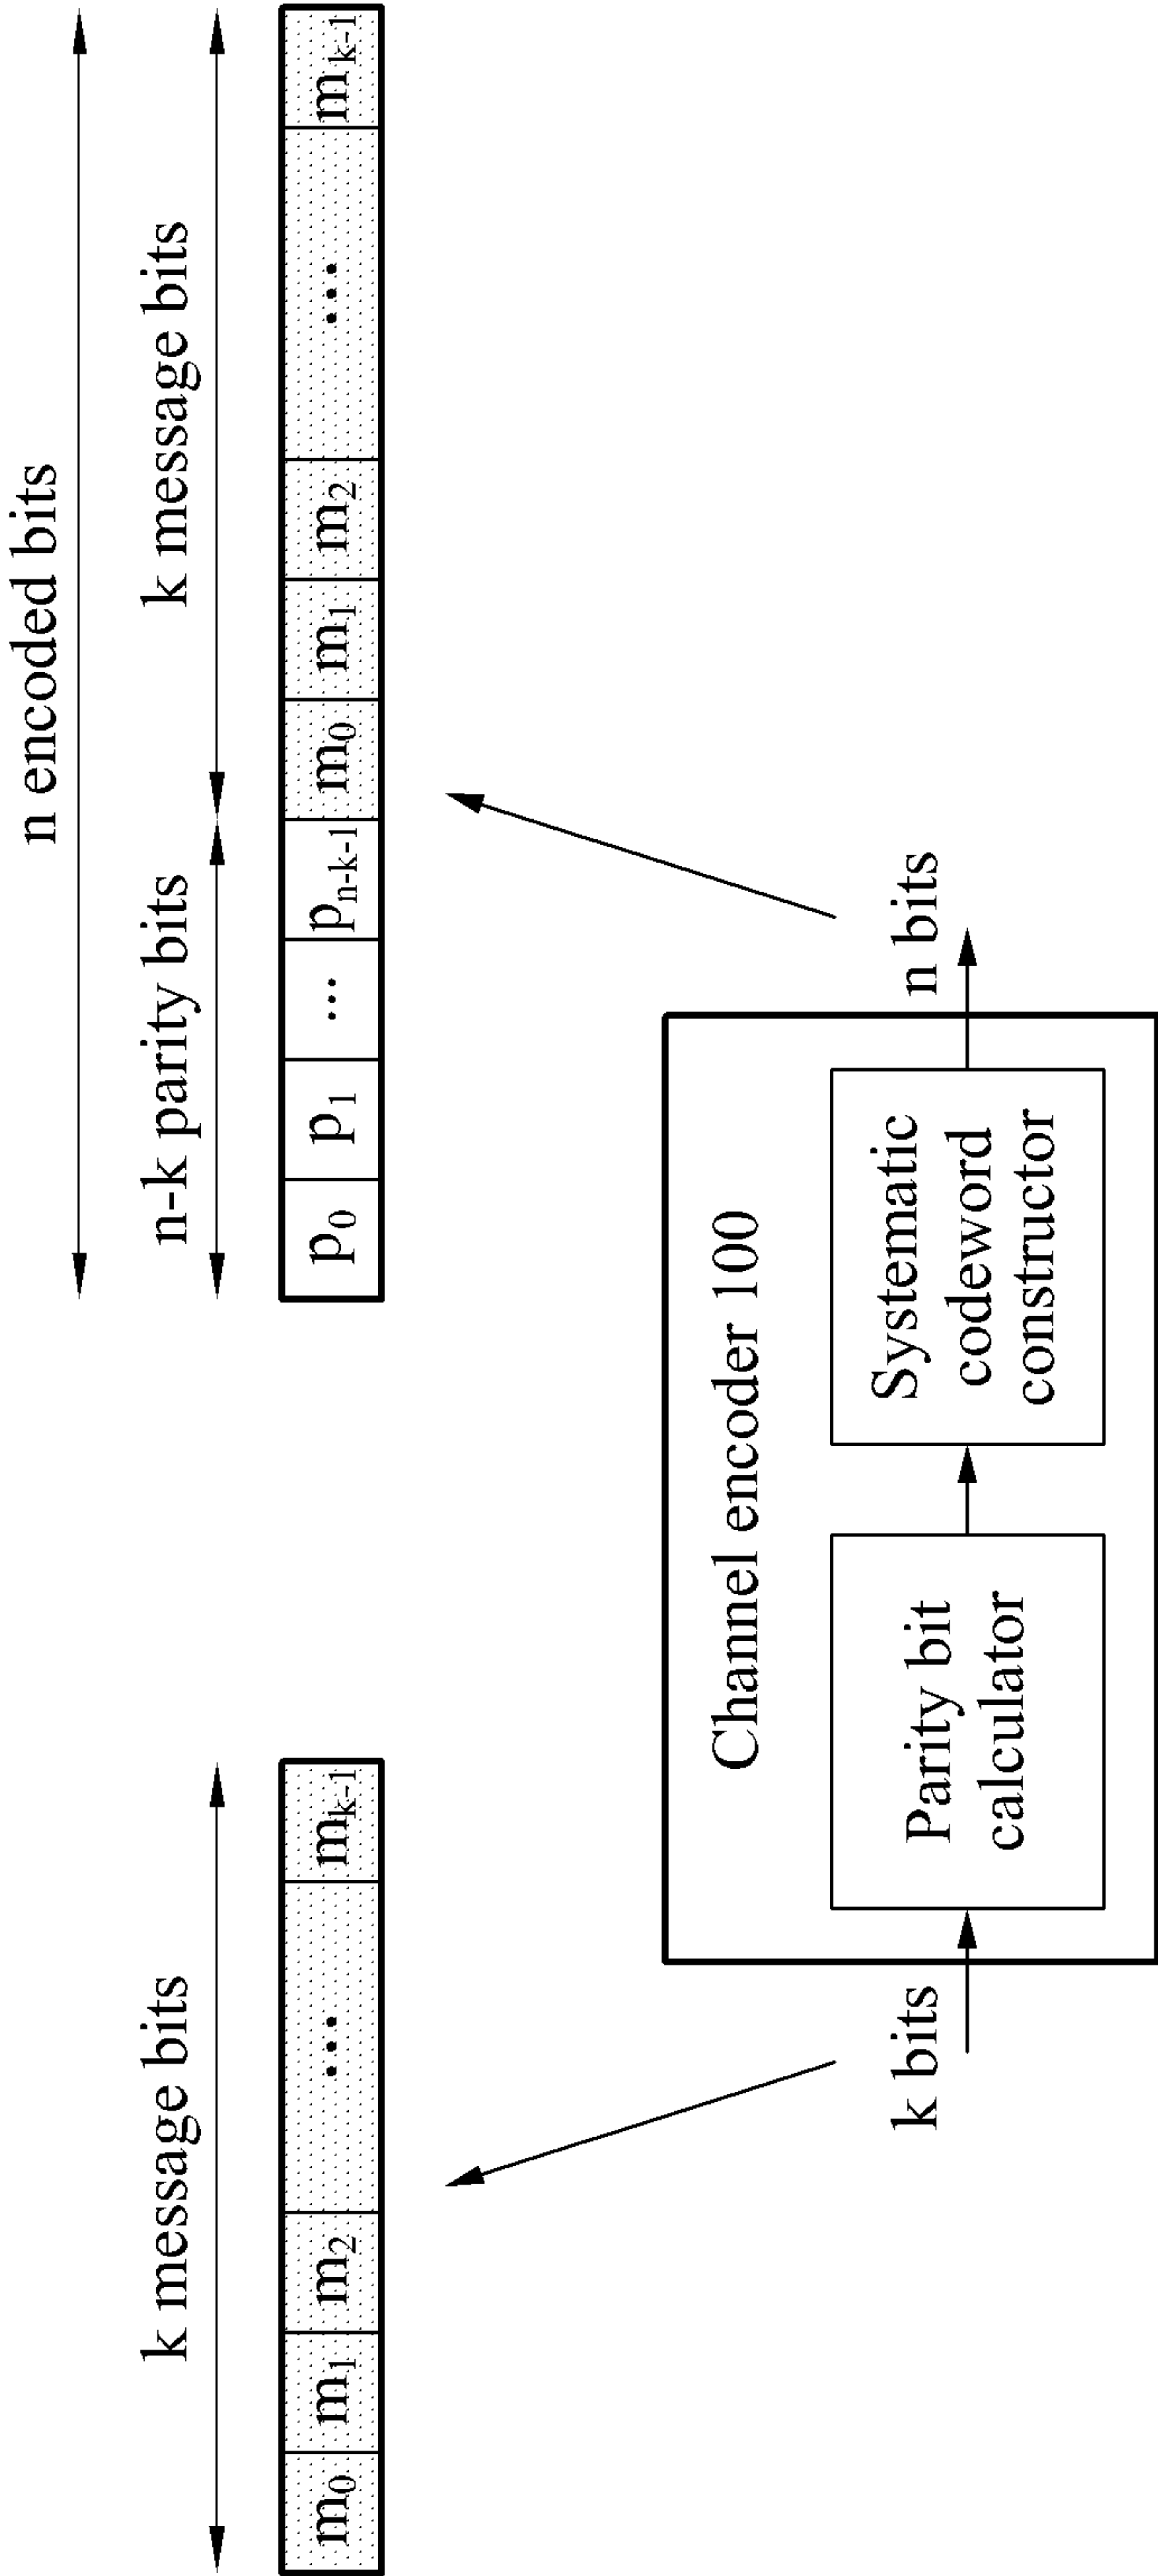 n encoded bits
k message bits
n-k parity bits
k message bits
m₀ m₁ m₂ ... mₖ₋₁
p₀ p₁ ... pₙ₋ₖ₋₁ m₀ m₁ m₂ ... mₖ₋₁
k bits
n bits
Channel encoder 100
Parity bit
calculator
Systematic
codeword
constructor